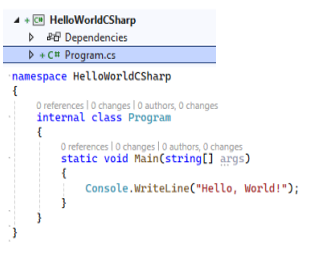 HelloWorldCSharp
Dependencies
C# Program.cs
namespace HelloWorldCSharp
{
0 references | 0 changes | 0 authors, 0 changes
internal class Program
{
0 references | 0 changes | 0 authors, 0 changes
static void Main(string[] args)
{
Console.WriteLine("Hello, World!");
}
}
}